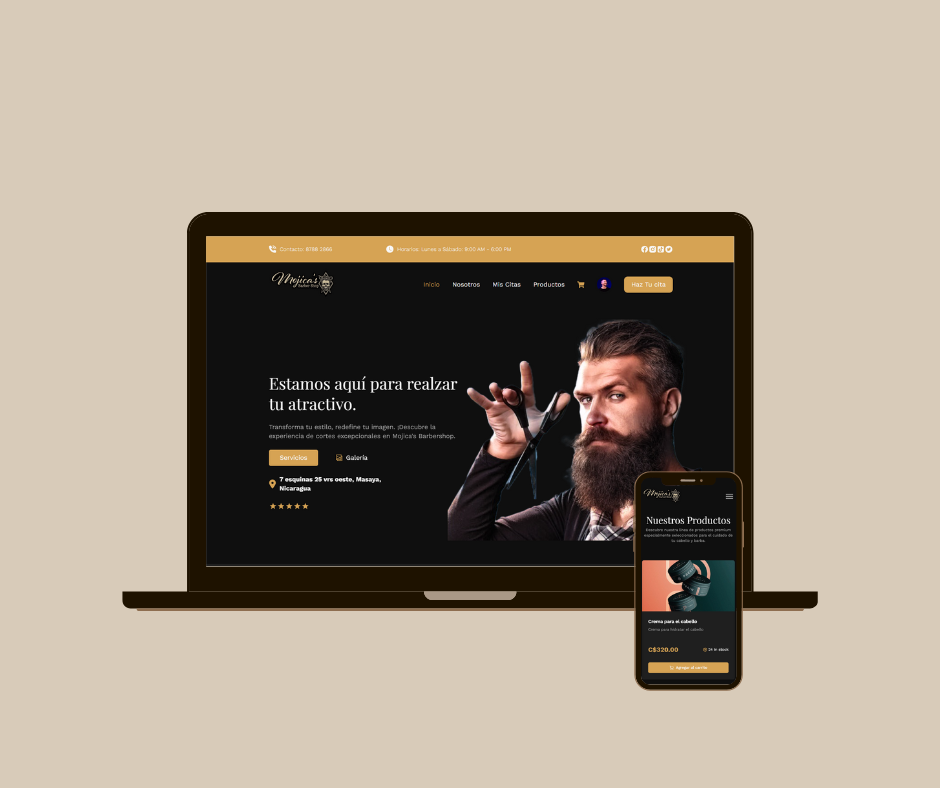 Contacto: 8798 2866
Horarios: Lunes a Sábado: 9:00 AM - 9:00 PM
Mojica's
Barber Shop
Inicio Nosotros Mis Citas Productos Haz Tu cita
Estamos aquí para realzar
tu atractivo.
Transforma tu estilo, redefine tu imagen. ¡Descubre la
experiencia de cortes excepcionales en Mojica's Barbershop.
Servicios Galería
7 esquinas 25 vrs oeste, Masaya,
Nicaragua
Mojica's
Nuestros Productos
Descubre nuestra línea de productos premium
especialmente seleccionados para el cuidado de
tu cabello y barba.
Crema para el cabello
Crema para hidratar el cabello
C$320.00 24 in stock
Agregar al carrito